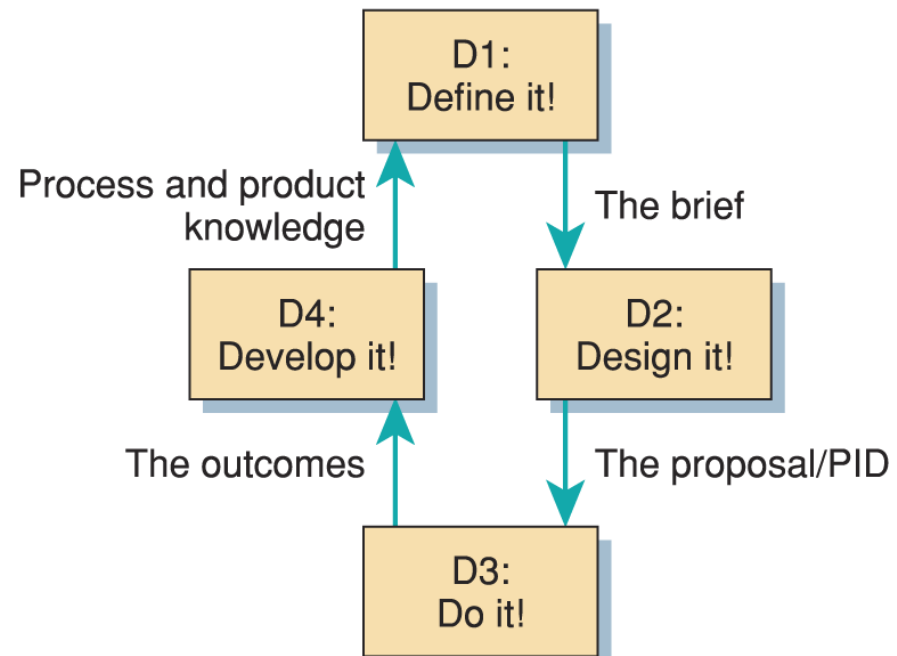 D1:
Define it!
Process and product
knowledge
The brief
D4:
Develop it!
D2:
Design it!
The outcomes
The proposal/PID
D3:
Do it!